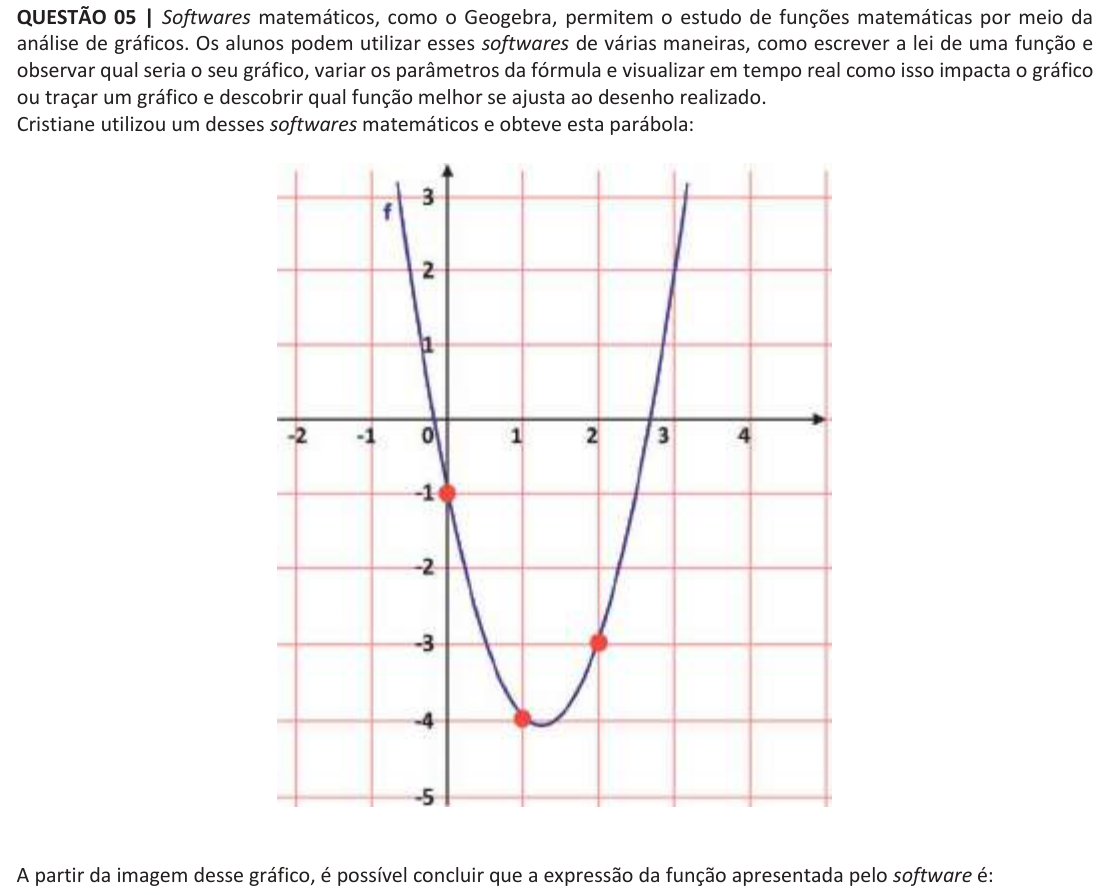 QUESTÃO 05 | Softwares matemáticos, como o Geogebra, permitem o estudo de funções matemáticas por meio da
análise de gráficos. Os alunos podem utilizar esses softwares de várias maneiras, como escrever a lei de uma função e
observar qual seria o seu gráfico, variar os parâmetros da fórmula e visualizar em tempo real como isso impacta o gráfico
ou traçar um gráfico e descobrir qual função melhor se ajusta ao desenho realizado.
Cristiane utilizou um desses softwares matemáticos e obteve esta parábola:
3
f
2
1
-2 -1 0 1 2 3 4
-1
-2
-3
-4
-5
A partir da imagem desse gráfico, é possível concluir que a expressão da função apresentada pelo software é: